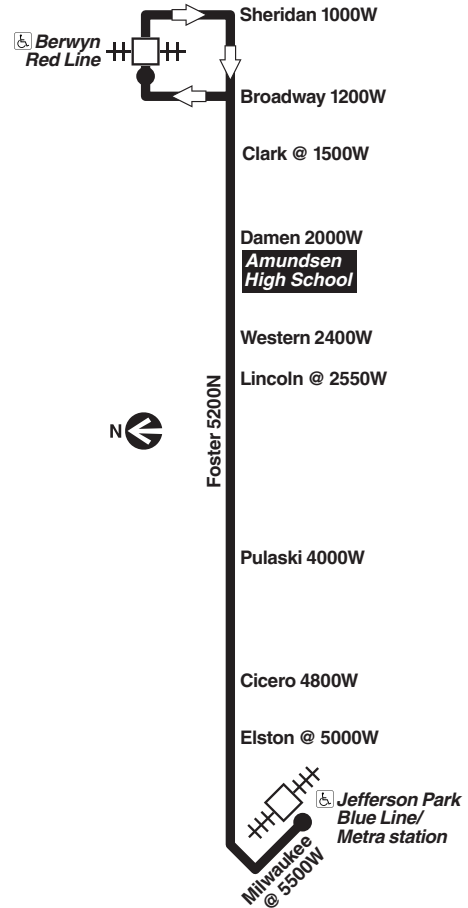 Sheridan 1000W
Berwyn
Red Line
Broadway 1200W
Clark @ 1500W
Damen 2000W
Amundsen
High School
Western 2400W
Lincoln @ 2550W
Foster 5200N
N
Pulaski 4000W
Cicero 4800W
Elston @ 5000W
Jefferson Park
Blue Line/
Metra station
Milwaukee
@ 5500W